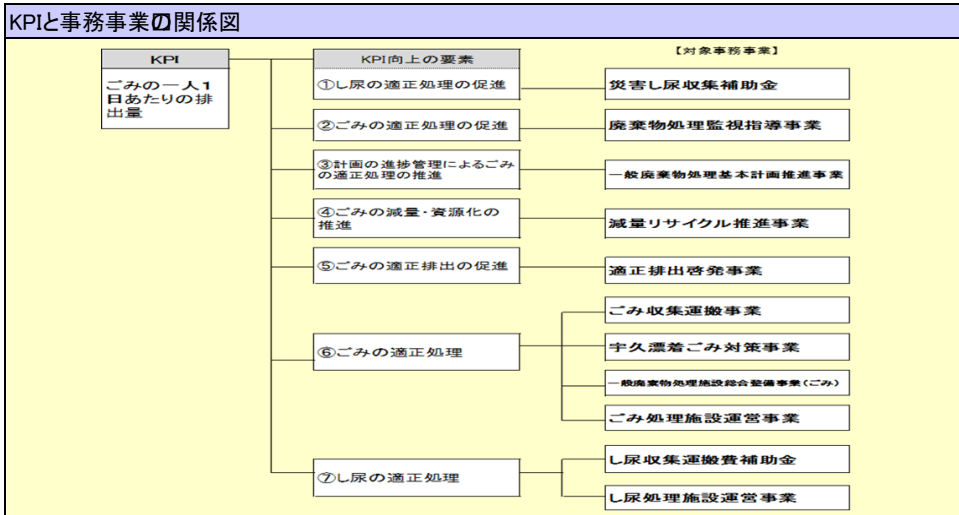 KPIと事務事業の関係図
KPI
ごみの一人1
日あたりの排
出量
KPI向上の要素
【対象事務事業】
①し尿の適正処理の促進
災害し尿収集補助金
②ごみの適正処理の促進
廃棄物処理監視指導事業
③計画の進捗管理によるごみ
の適正処理の推進
一般廃棄物処理基本計画推進事業
④ごみの減量・資源化の
推進
減量リサイクル推進事業
⑤ごみの適正排出の促進
適正排出啓発事業
⑥ごみの適正処理
ごみ収集運搬事業
宇久漂着ごみ対策事業
一般廃棄物処理施設総合整備事業(ごみ)
ごみ処理施設運営事業
⑦し尿の適正処理
し尿収集運搬費補助金
し尿処理施設運営事業